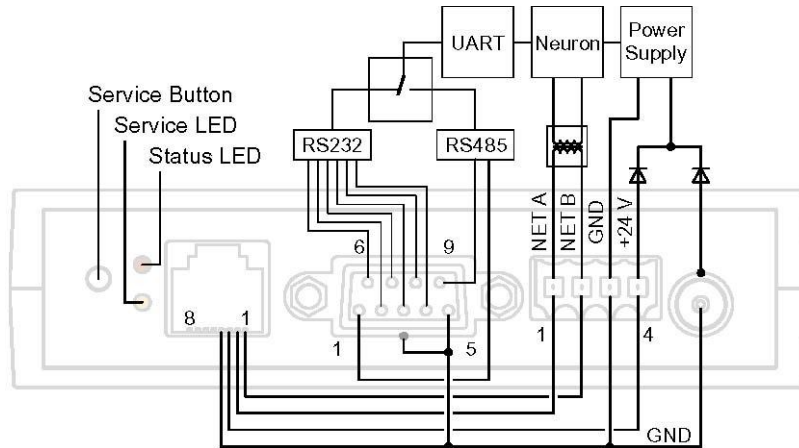 UART
Neuron
Power
Supply
Service Button
Service LED
Status LED
RS232
RS485
NET A
NET B
GND
+24 V
6
9
8
1
1
5
1
4
GND